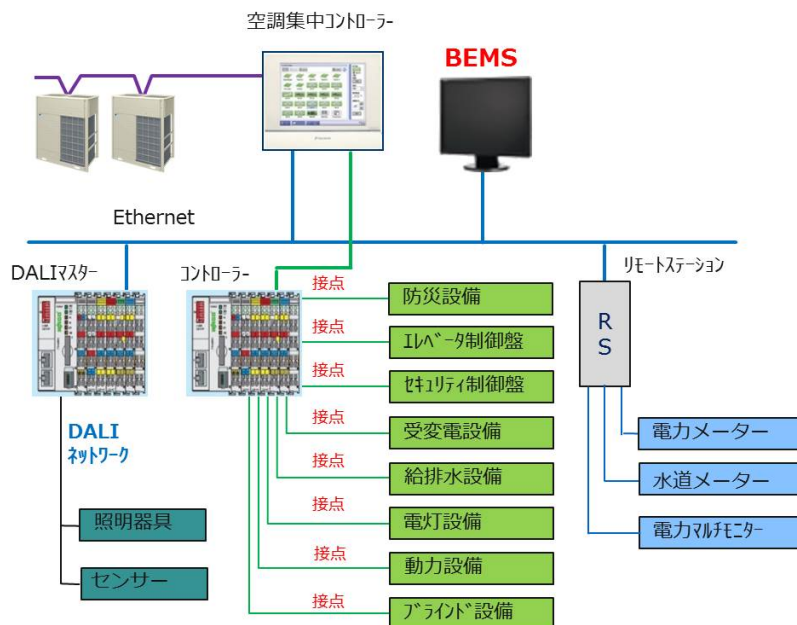 空調集中ｺﾝﾄﾛｰﾗｰ
BEMS
Ethernet
DALIﾏｽﾀｰ
ｺﾝﾄﾛｰﾗｰ
ﾘﾓｰﾄｽﾃｰｼｮﾝ
接点
防災設備
接点
ｴﾚﾍﾞｰﾀ制御盤
接点
ｾｷｭﾘﾃｨ制御盤
接点
受変電設備
接点
給排水設備
接点
電灯設備
接点
動力設備
接点
ﾌﾞﾗｲﾝﾄﾞ設備
R
S
電力メーター
水道メーター
電力ﾏﾙﾁﾓﾆﾀｰ
DALI
ﾈｯﾄﾜｰｸ
照明器具
センサー